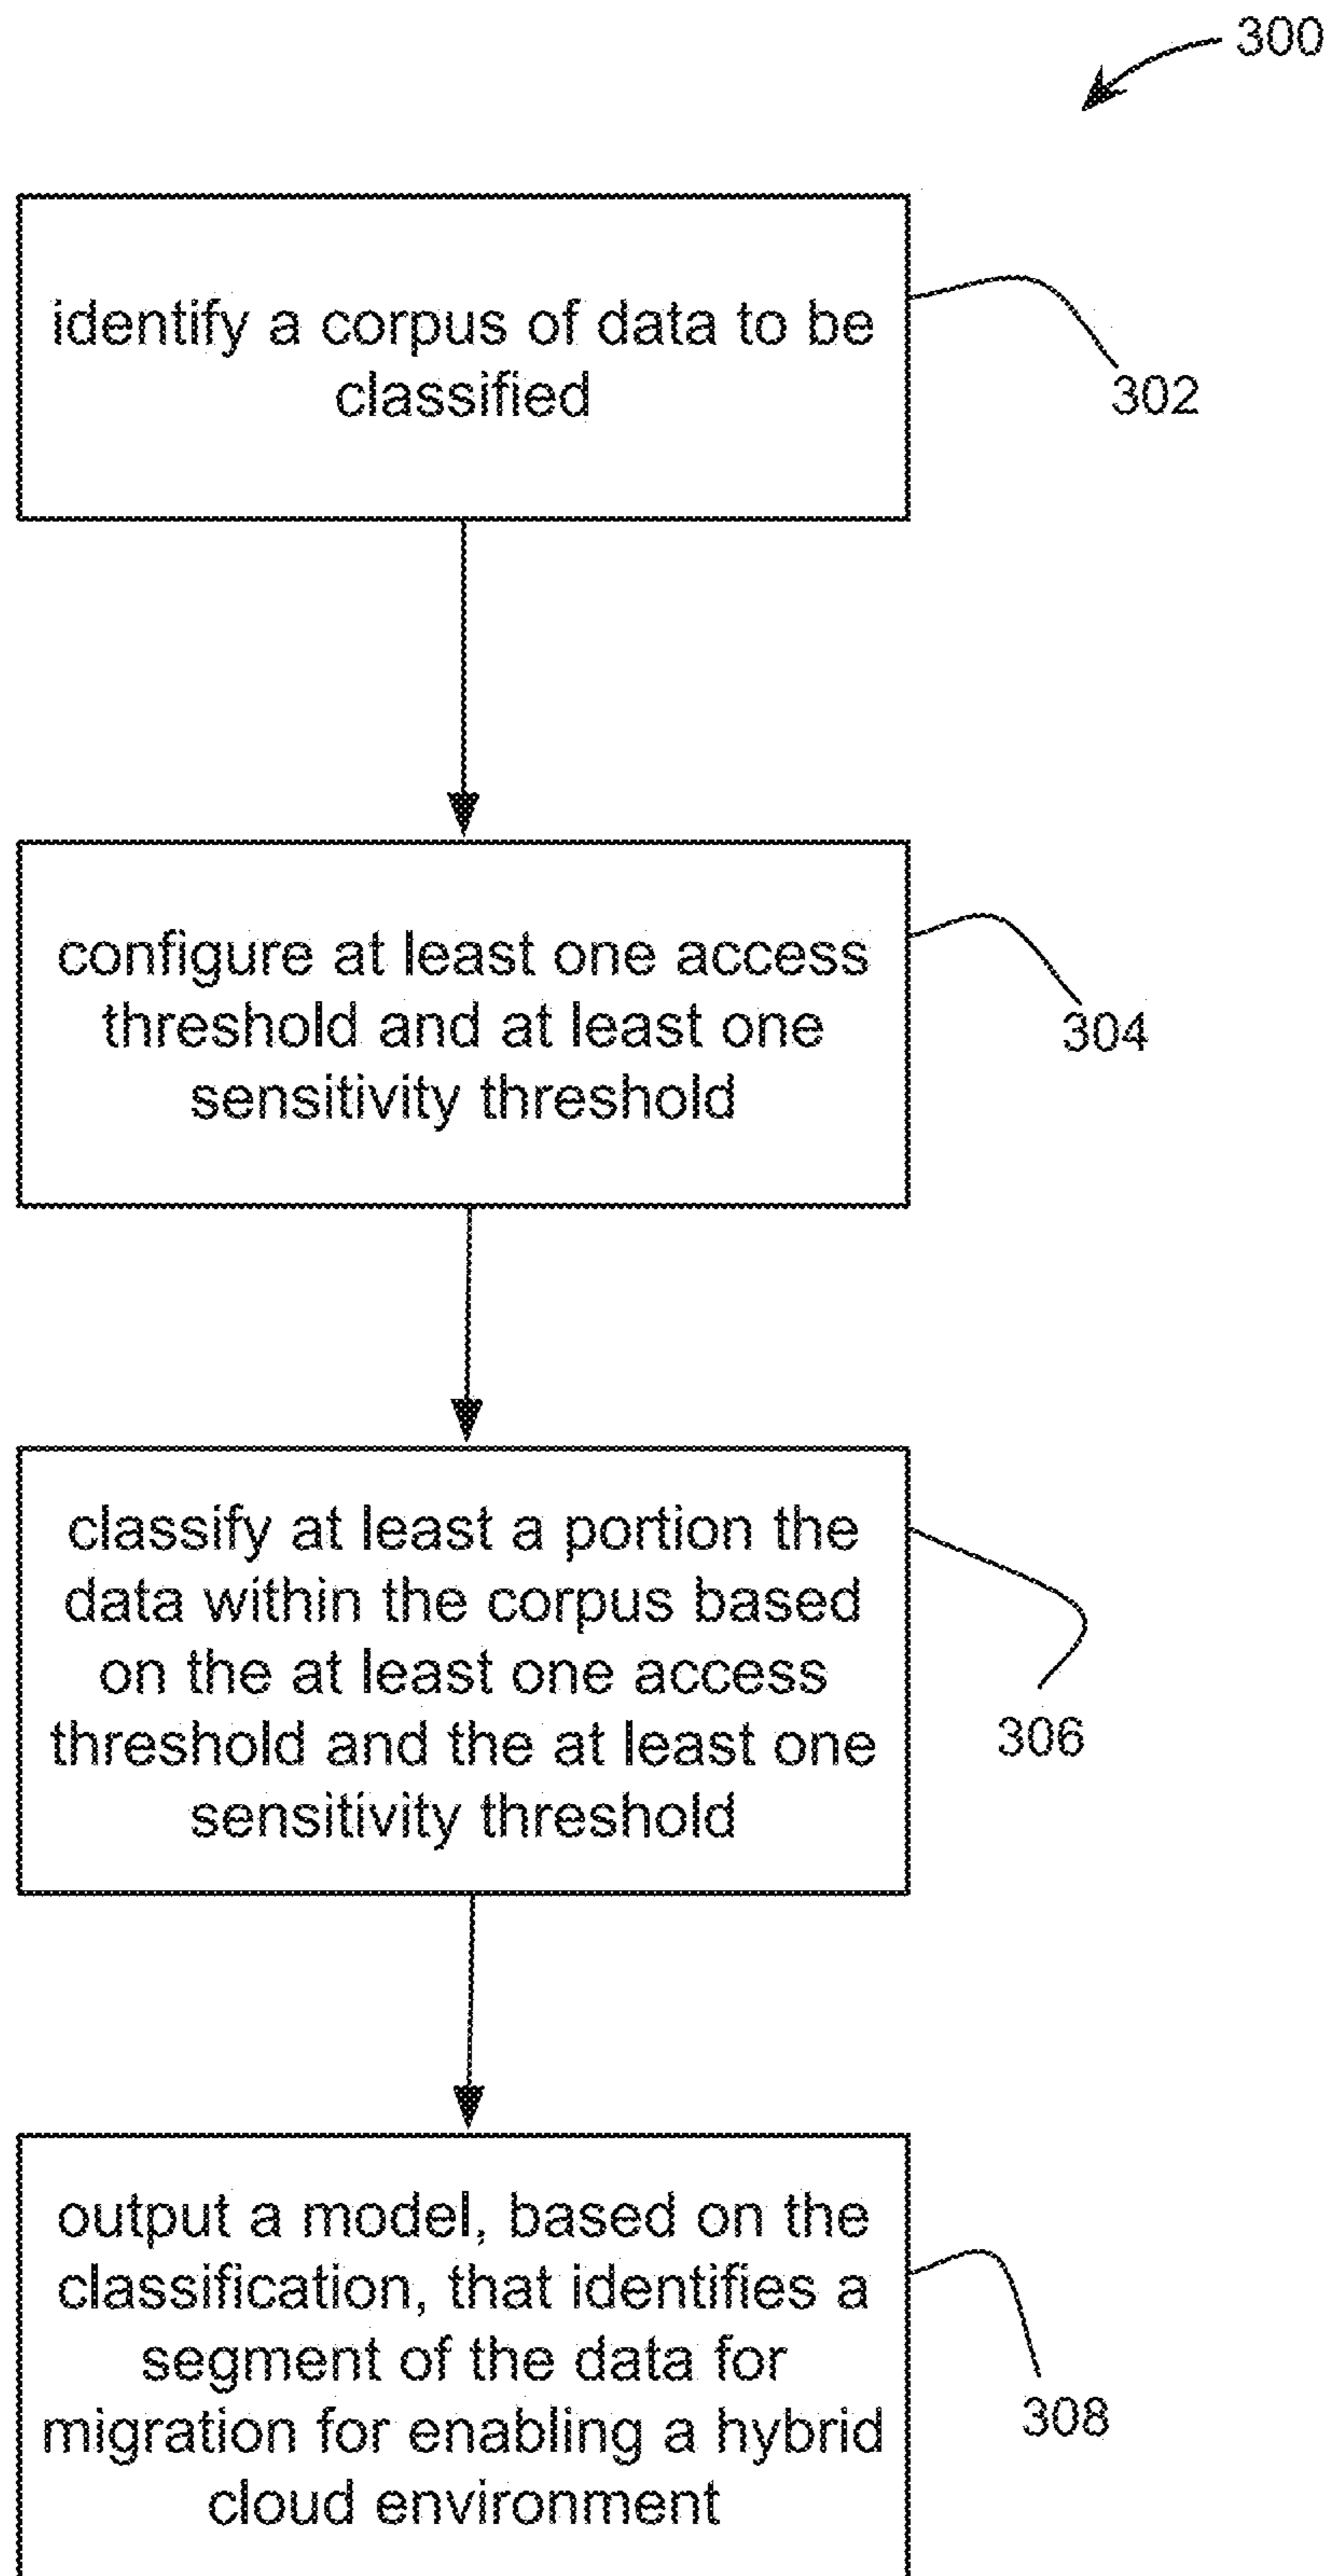 300
identify a corpus of data to be
classified
302
configure at least one access
threshold and at least one
sensitivity threshold
304
classify at least a portion the
data within the corpus based
on the at least one access
threshold and the at least one
sensitivity threshold
306
output a model, based on the
classification, that identifies a
segment of the data for
migration for enabling a hybrid
cloud environment
308